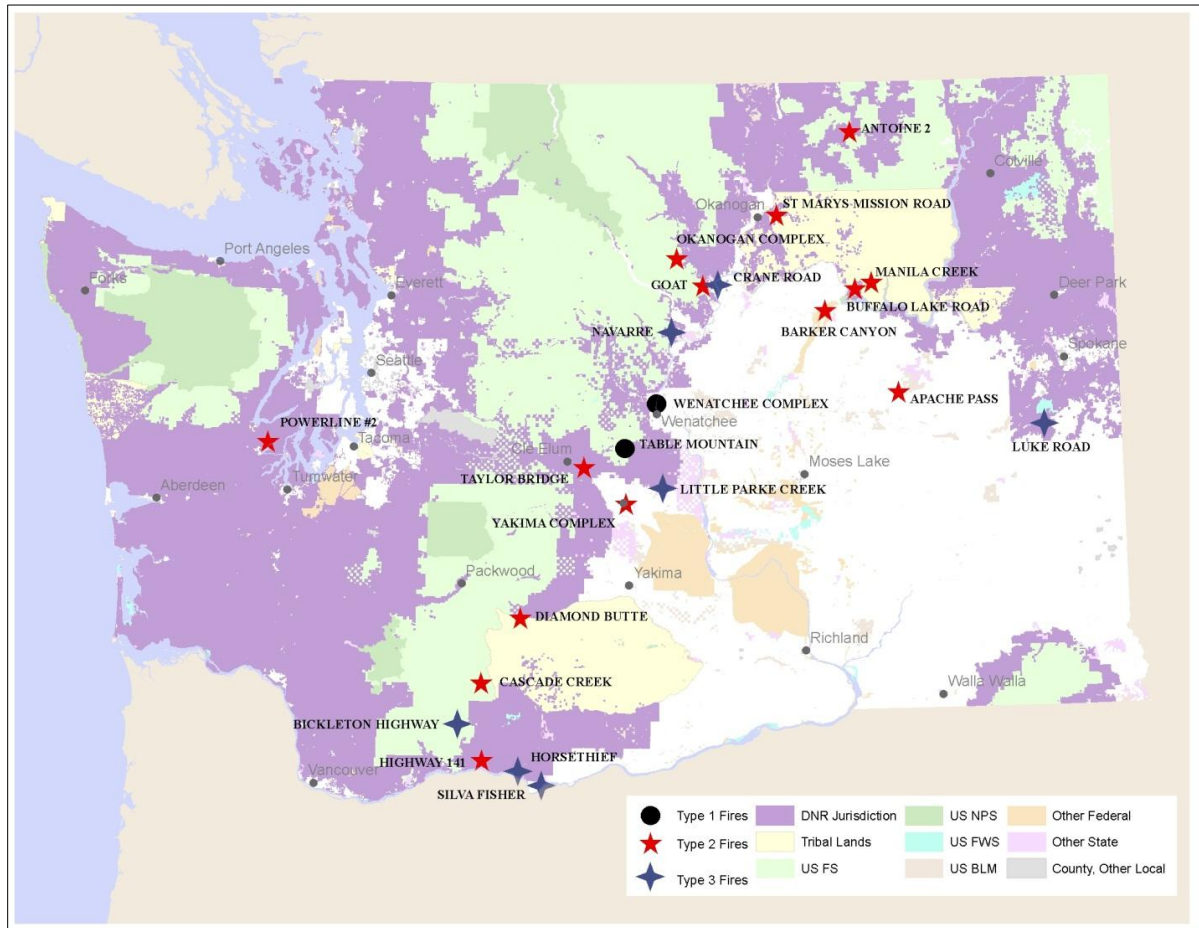 ANTOINE 2
Colville
Okanogan
ST MARYS-MISSION ROAD
OKANOGAN COMPLEX
Port Angeles
MANILA CREEK
CRANE ROAD
GOAT
Everett
Forks
Deer Park
BUFFALO LAKE ROAD
BARKER CANYON
NAVARRE
Spokane
Seattle
APACHE PASS
WENATCHEE COMPLEX
Wenatchee
POWERLINE #2
Tacoma
TABLE MOUNTAIN
LUKE ROAD
Cle Elum
TAYLOR BRIDGE
Moses Lake
Tumwater
LITTLE PARKE CREEK
Aberdeen
YAKIMA COMPLEX
Packwood
Yakima
DIAMOND BUTTE
Richland
CASCADE CREEK
Walla Walla
BICKLETON HIGHWAY
HORSETHIEF
HIGHWAY 141
Vancouver
SILVA FISHER
Type 1 Fires
DNR Jurisdiction
US NPS
Other Federal
Type 2 Fires
Tribal Lands
US FWS
Other State
Type 3 Fires
US FS
US BLM
County, Other Local